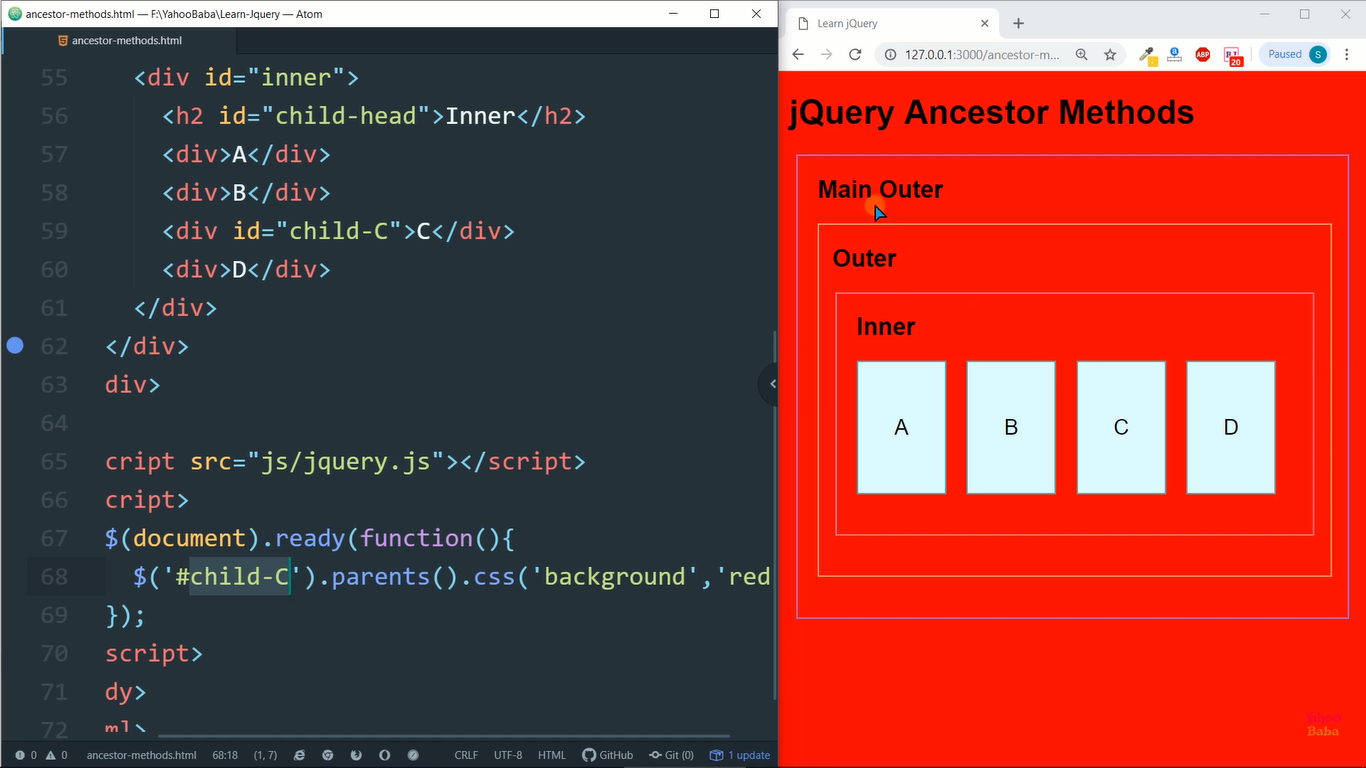 ancestor-methods.html — F:\YahooBaba\Learn-Jquery — Atom
ancestor-methods.html
55 <div id="inner">
56 <h2 id="child-head">Inner</h2>
57 <div>A</div>
58 <div>B</div>
59 <div id="child-C">C</div>
60 <div>D</div>
61 </div>
62 </div>
63 div>
64
65 cript src="js/jquery.js"></script>
66 cript>
67 $(document).ready(function(){
68 $('#child-C').parents().css('background','red
69 });
70 script>
71 dy>
72 ml>
0 0 ancestor-methods.html 68:18 (1, 7) CRLF UTF-8 HTML GitHub Git (0) 1 update
Learn jQuery
127.0.0.1:3000/ancestor-m... ABP 20 Paused S
jQuery Ancestor Methods
Main Outer
Outer
Inner
A B C D
Yahoo
Baba